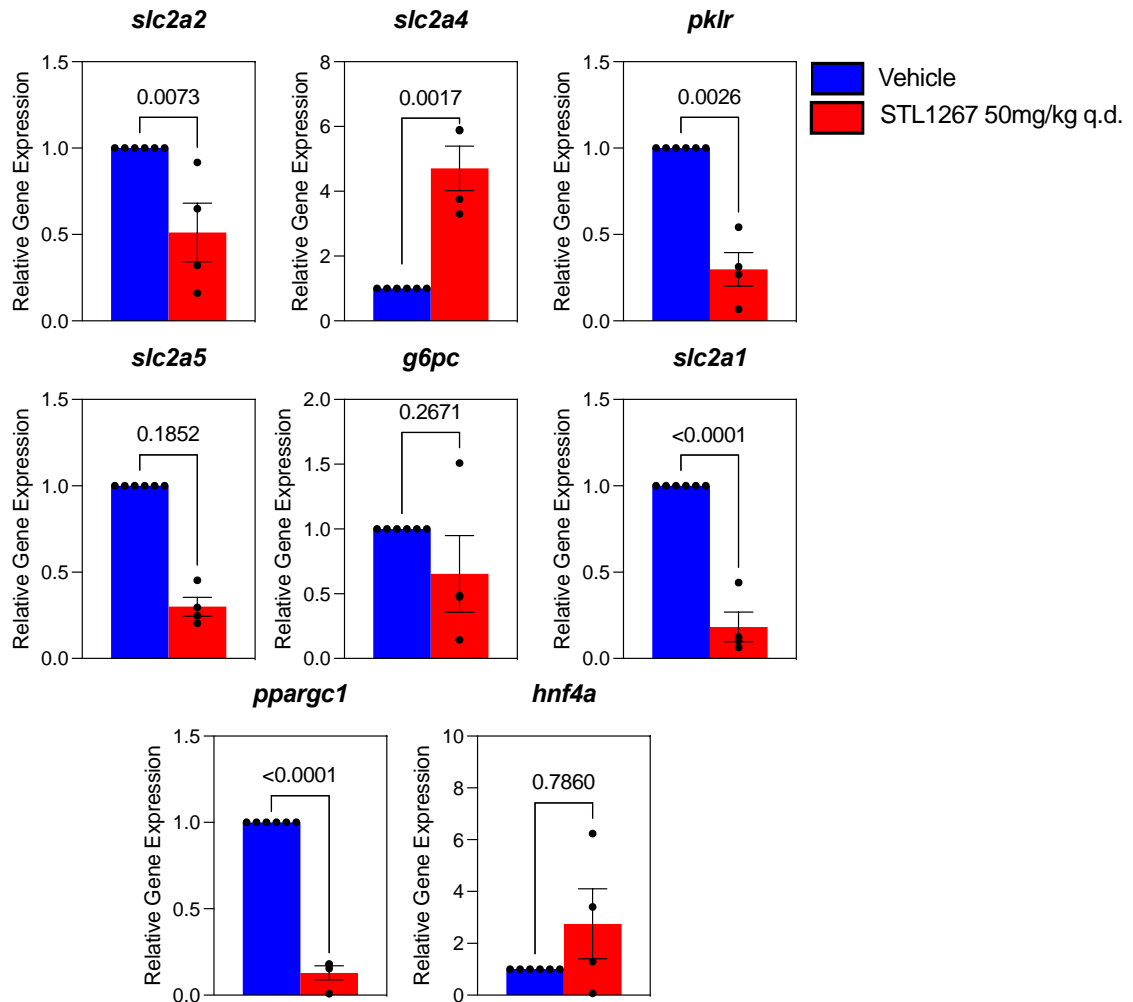 slc2a2
slc2a4
pklr
1.5
1.0
0.5
0.0
Relative Gene Expression
0.0073
8
6
4
2
0
Relative Gene Expression
0.0017
1.5
1.0
0.5
0.0
Relative Gene Expression
0.0026
Vehicle
STL1267 50mg/kg q.d.
slc2a5
g6pc
slc2a1
1.5
1.0
0.5
0.0
Relative Gene Expression
0.1852
2.0
1.5
1.0
0.5
0.0
Relative Gene Expression
0.2671
1.5
1.0
0.5
0.0
Relative Gene Expression
<0.0001
ppargc1
hnf4a
1.5
1.0
0.5
0.0
Relative Gene Expression
<0.0001
10
8
6
4
2
0
Relative Gene Expression
0.7860